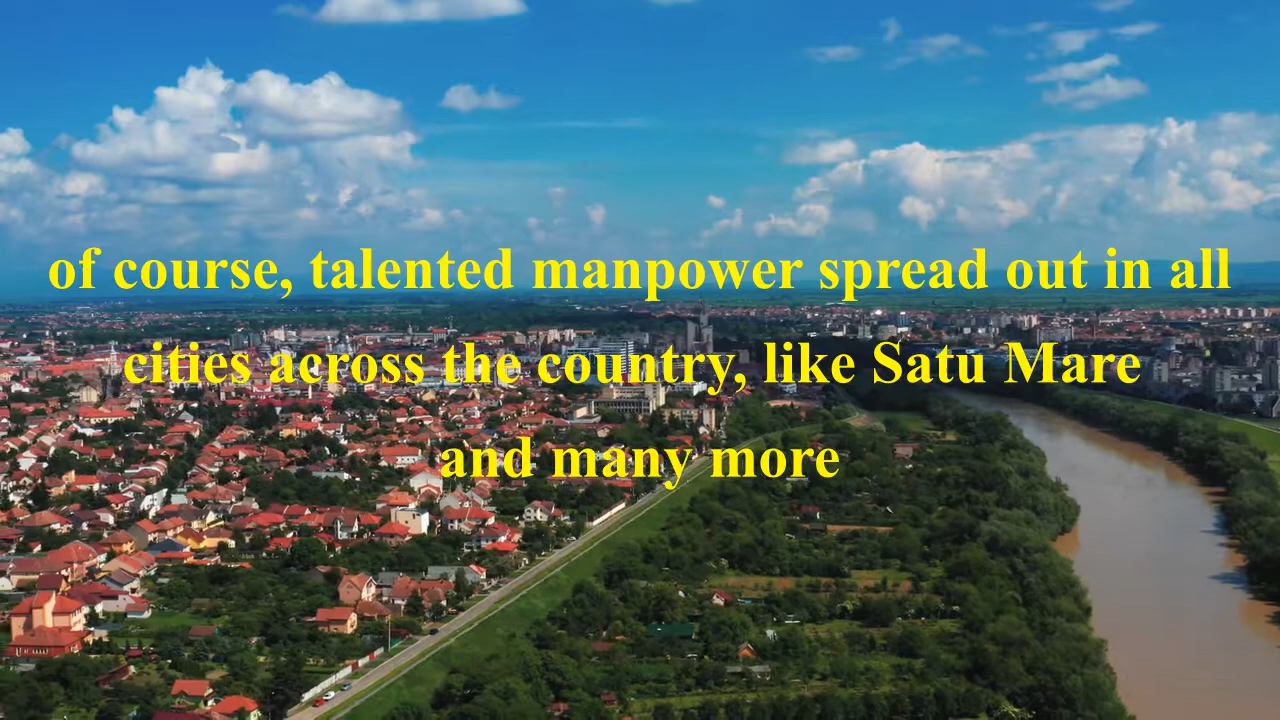 of course, talented manpower spread out in all
cities across the country, like Satu Mare
and many more